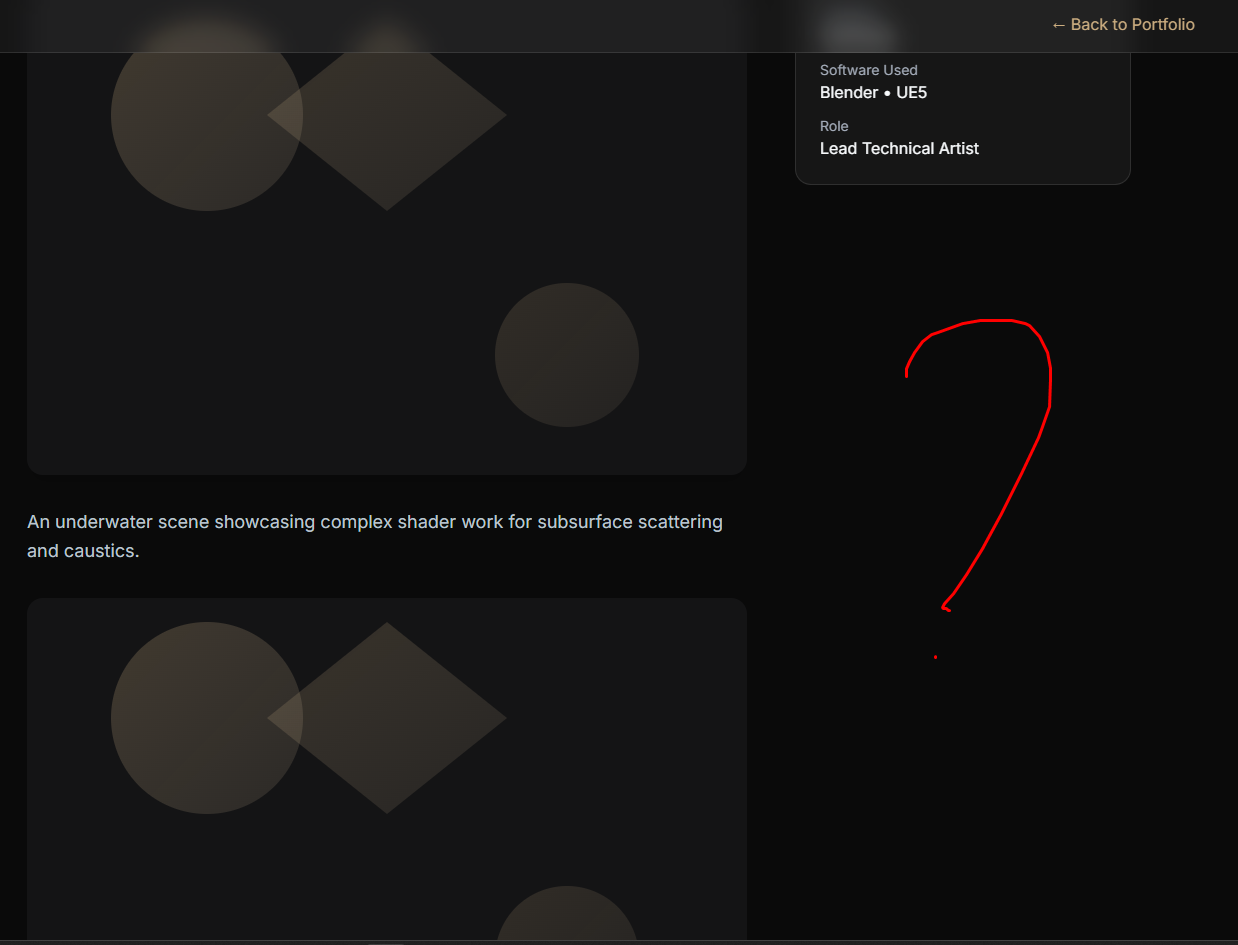 ← Back to Portfolio
Software Used
Blender • UE5
Role
Lead Technical Artist
An underwater scene showcasing complex shader work for subsurface scattering
and caustics.
?